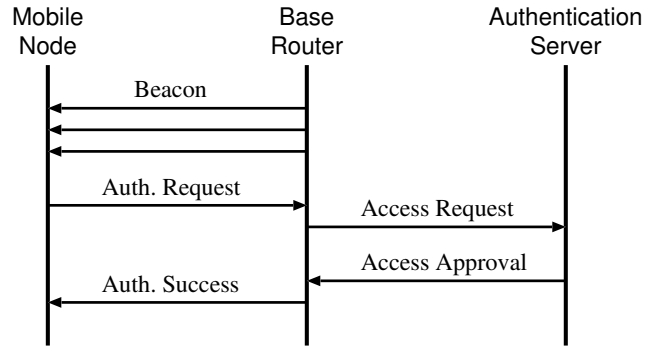 Mobile
Node
Base
Router
Authentication
Server
Beacon
Auth. Request
Access Request
Access Approval
Auth. Success